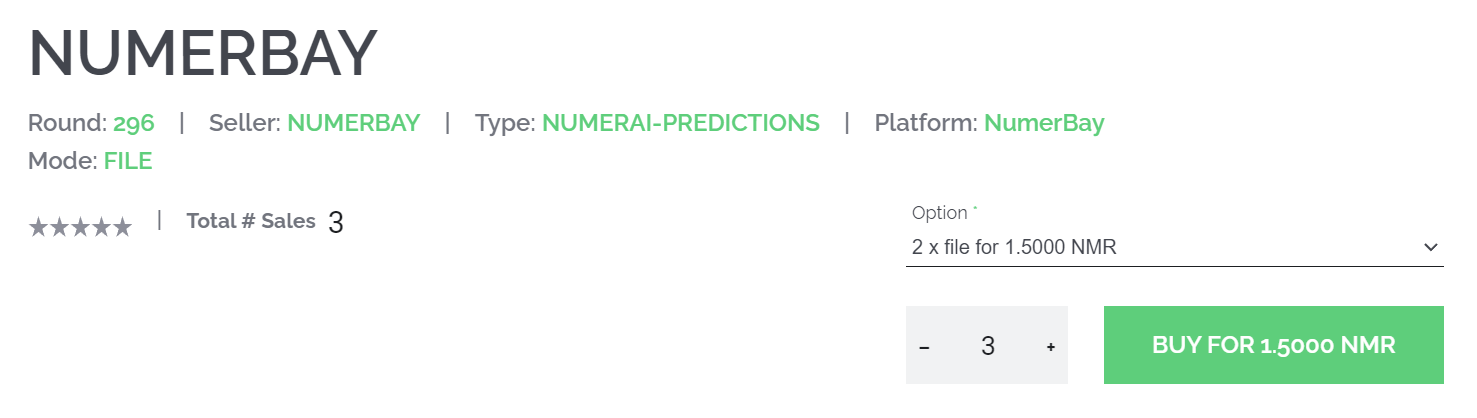 NUMERBAY
Round: 296 | Seller: NUMERBAY | Type: NUMERAI-PREDICTIONS | Platform: NumerBay
Mode: FILE
★★★★★ | Total # Sales 3
Option *
2 x file for 1.5000 NMR
- 3 + BUY FOR 1.5000 NMR